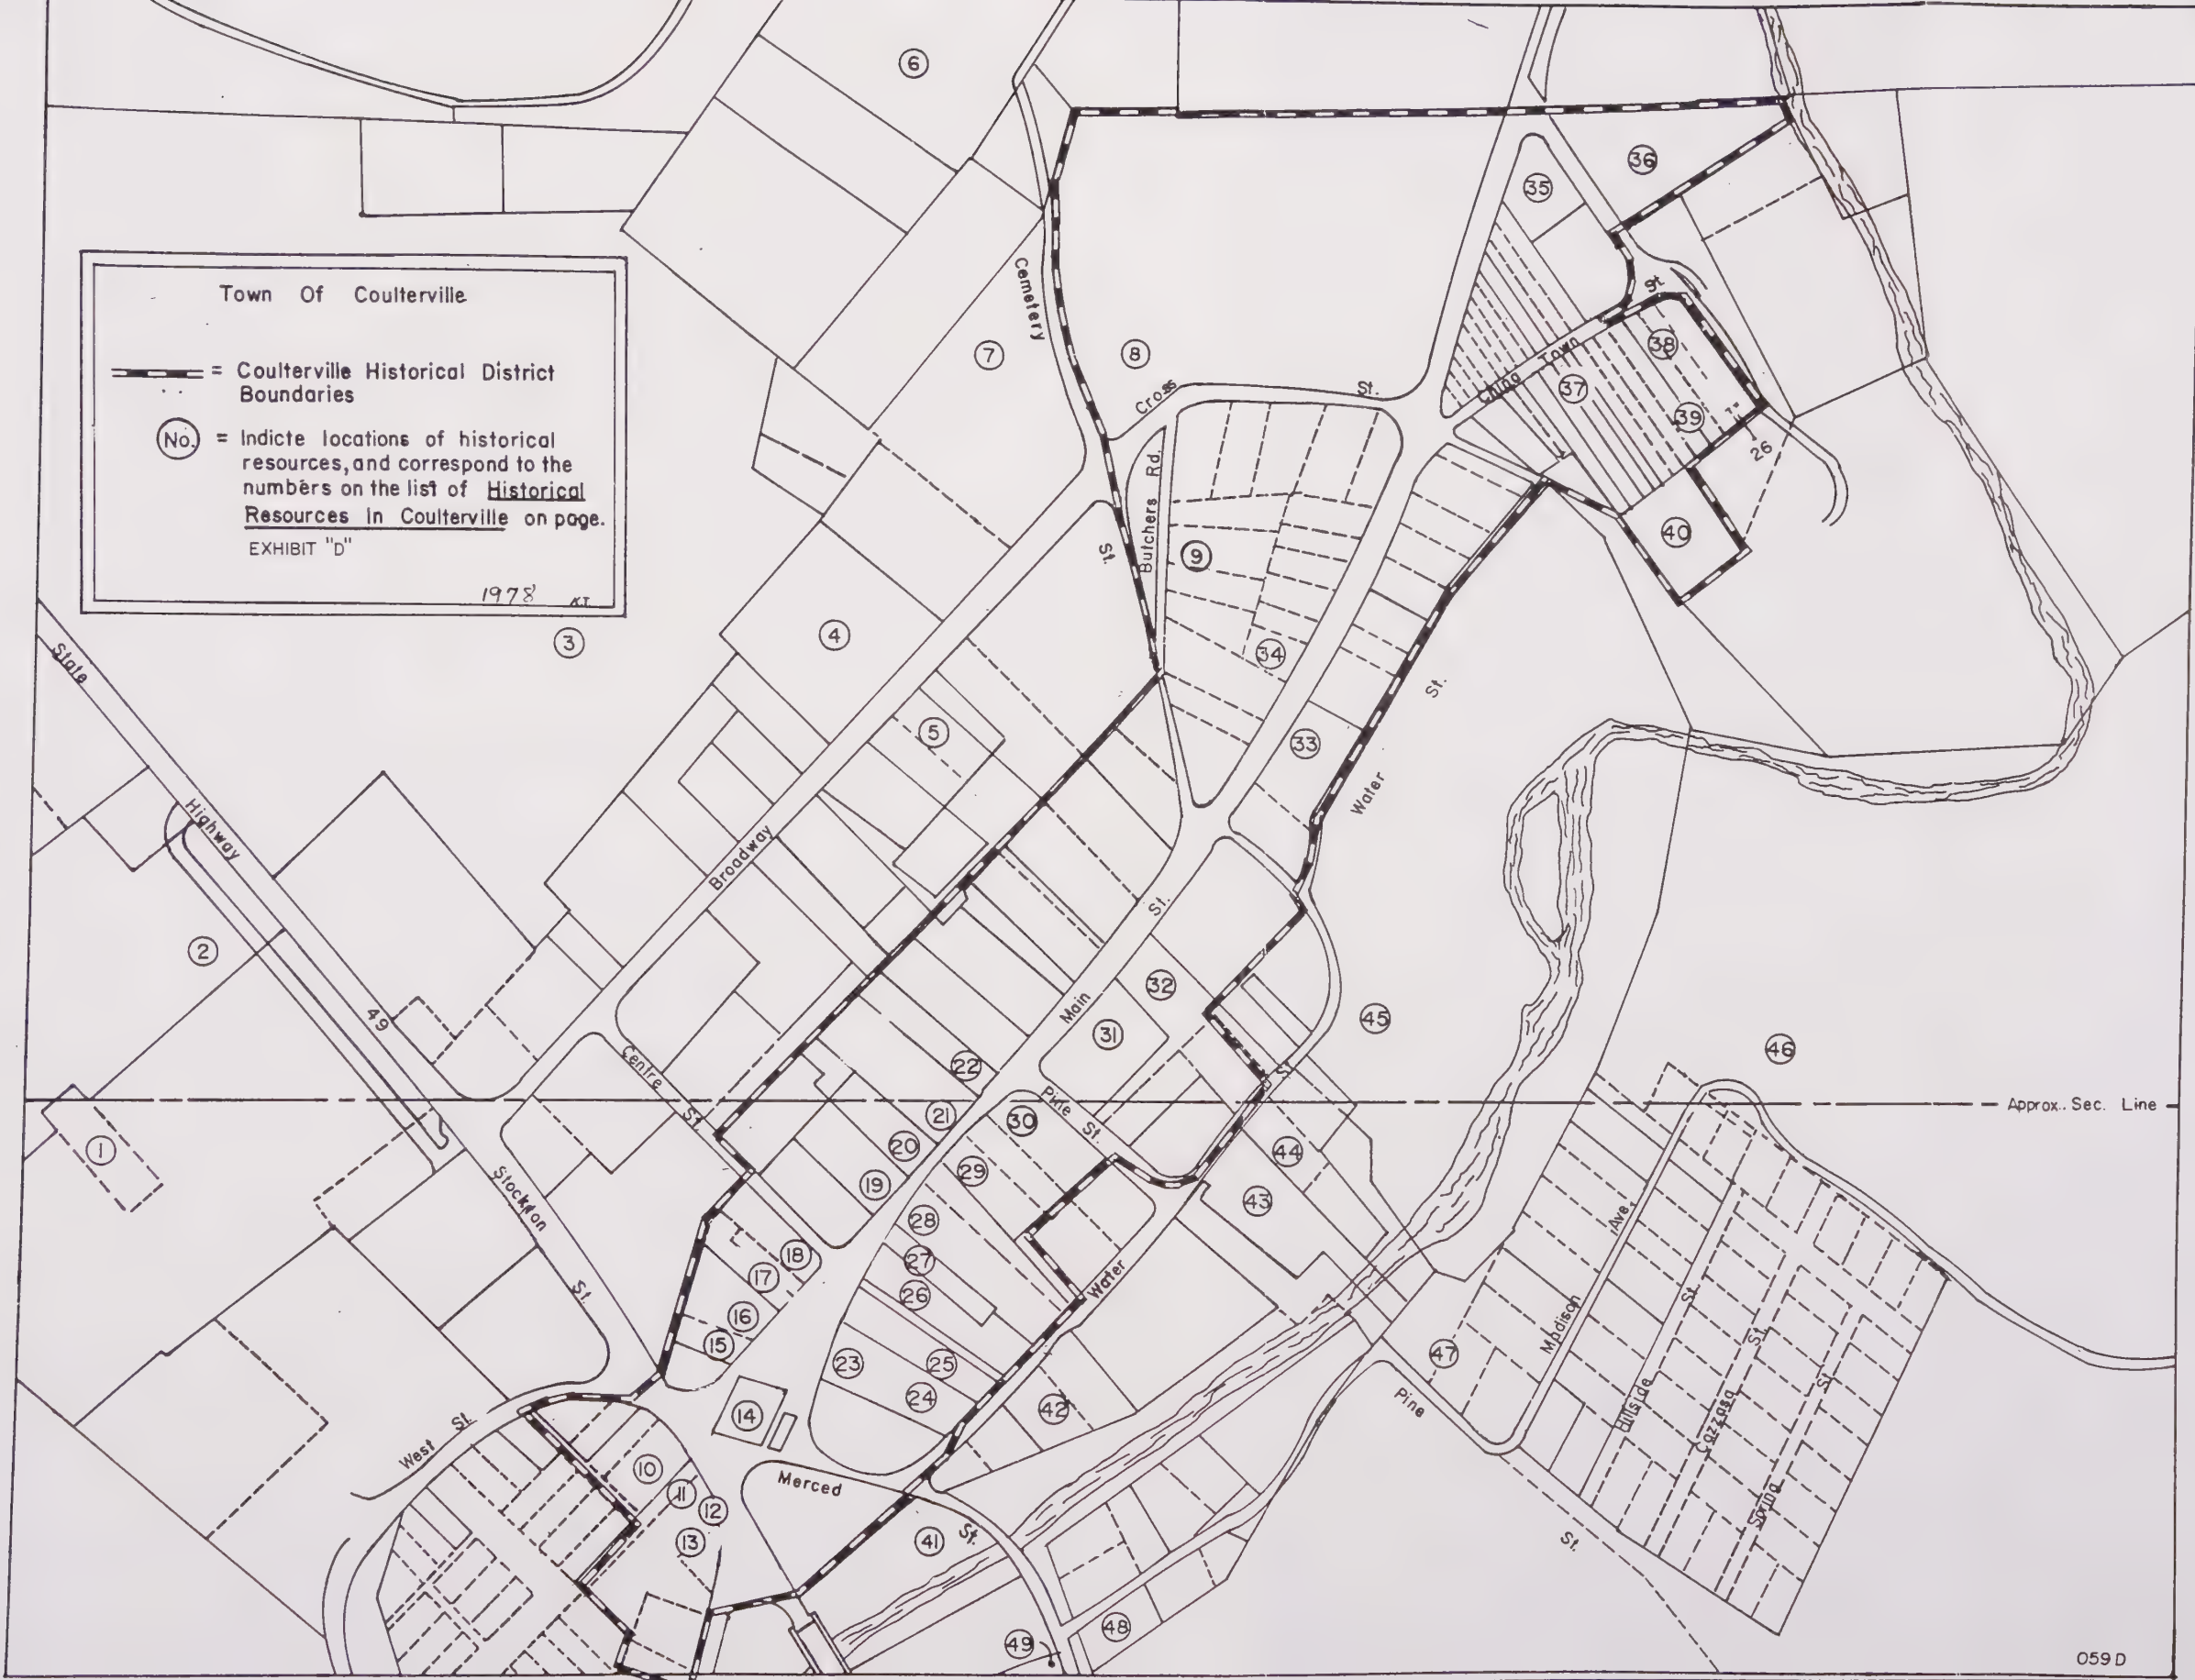 Town Of Coulterville
= Coulterville Historical District
Boundaries
No. = Indicte locations of historical
resources, and correspond to the
numbers on the list of Historical
Resources In Coulterville on page.
EXHIBIT "D"
1978 K.T.
6
36
35
Cemetery
St.
7
8
Cross St.
China Town St
38
37
39
26
40
Butchers Rd.
9
34
3
4
5
33
Water St.
State Highway 49
Broadway
Main St.
2
32
31
45
46
Centre St.
22
Approx. Sec. Line
21
30
Pine St.
St.
1
20
29
44
19
43
Stockton St.
28
18
27
17
26
Water
16
15
23
25
24
47
Madison Ave.
Hillside St.
Cazzasa St.
Spring St.
14
42
Pine St.
West St.
10
11
12
Merced St.
13
41
48
49
059D